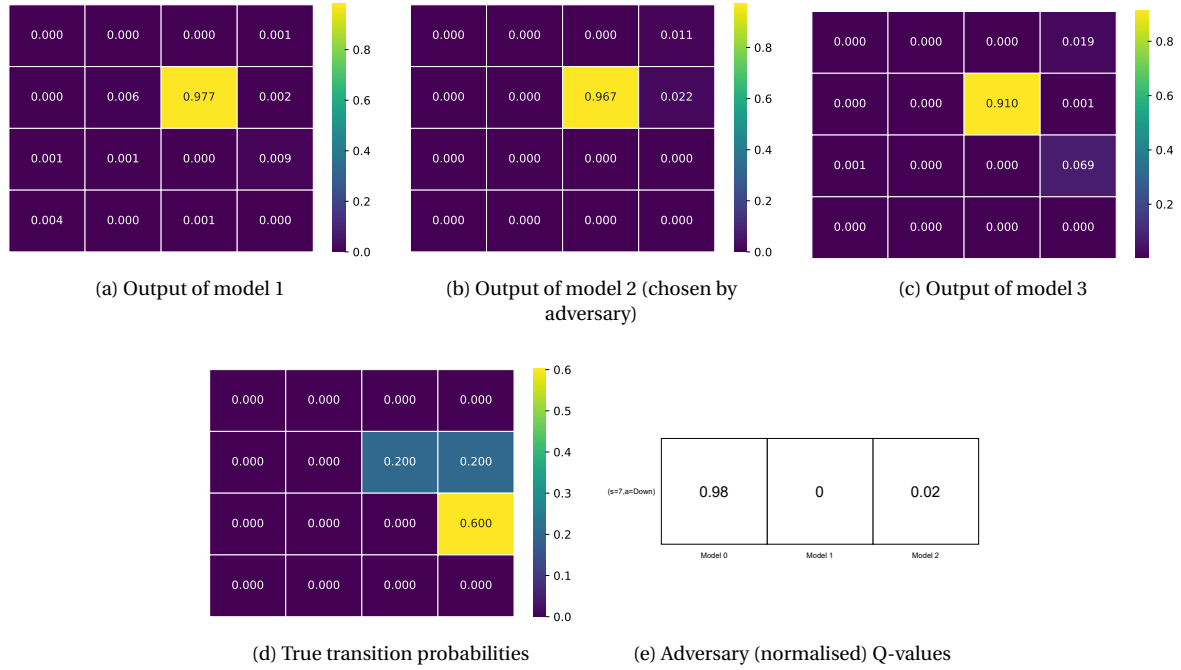 0.000 0.000 0.000 0.001
0.000 0.006 0.977 0.002
0.001 0.001 0.000 0.009
0.004 0.000 0.001 0.000
0.8
0.6
0.4
0.2
0.0
(a) Output of model 1
0.000 0.000 0.000 0.011
0.000 0.000 0.967 0.022
0.000 0.000 0.000 0.000
0.000 0.000 0.000 0.000
0.8
0.6
0.4
0.2
0.0
(b) Output of model 2 (chosen by
adversary)
0.000 0.000 0.000 0.019
0.000 0.000 0.910 0.001
0.001 0.000 0.000 0.069
0.000 0.000 0.000 0.000
0.8
0.6
0.4
0.2
(c) Output of model 3
0.000 0.000 0.000 0.000
0.000 0.000 0.200 0.200
0.000 0.000 0.000 0.600
0.000 0.000 0.000 0.000
0.6
0.5
0.4
0.3
0.2
0.1
0.0
(d) True transition probabilities
(s=7,a=Down) 0.98 0 0.02
Model 0 Model 1 Model 2
(e) Adversary (normalised) Q-values